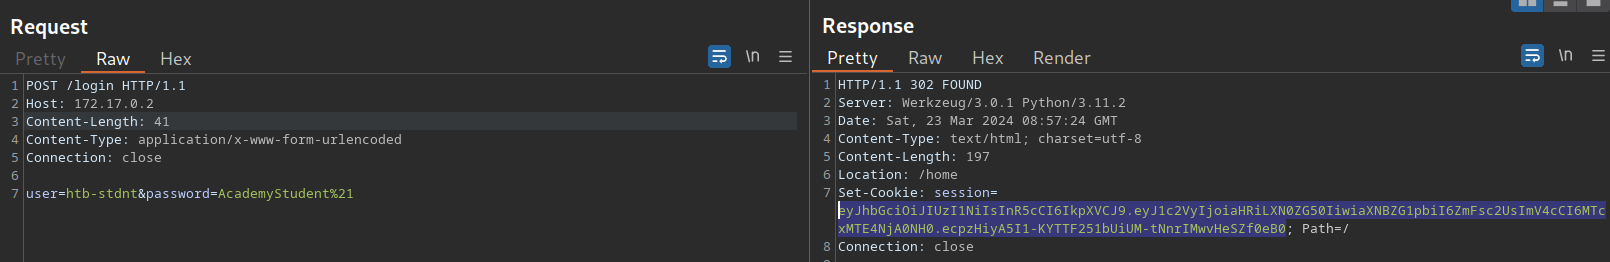 Request
Pretty Raw Hex \n
1 POST /login HTTP/1.1
2 Host: 172.17.0.2
3 Content-Length: 41
4 Content-Type: application/x-www-form-urlencoded
5 Connection: close
6
7 user=htb-stdnt&password=AcademyStudent%21
Response
Pretty Raw Hex Render \n
1 HTTP/1.1 302 FOUND
2 Server: Werkzeug/3.0.1 Python/3.11.2
3 Date: Sat, 23 Mar 2024 08:57:24 GMT
4 Content-Type: text/html; charset=utf-8
5 Content-Length: 197
6 Location: /home
7 Set-Cookie: session=
eyJhbGciOiJIUzI1NiIsInR5cCI6IkpXVCJ9.eyJ1c2VyIjoiaHRiLXN0ZG50IiwiaXNBZG1pbiI6ZmFsc2UsImV4cCI6MTc
xMTE4NjA0NH0.ecpzHiyA5I1-KYTTF251bUiUM-tNnrIMwvHeSZf0eB0; Path=/
8 Connection: close